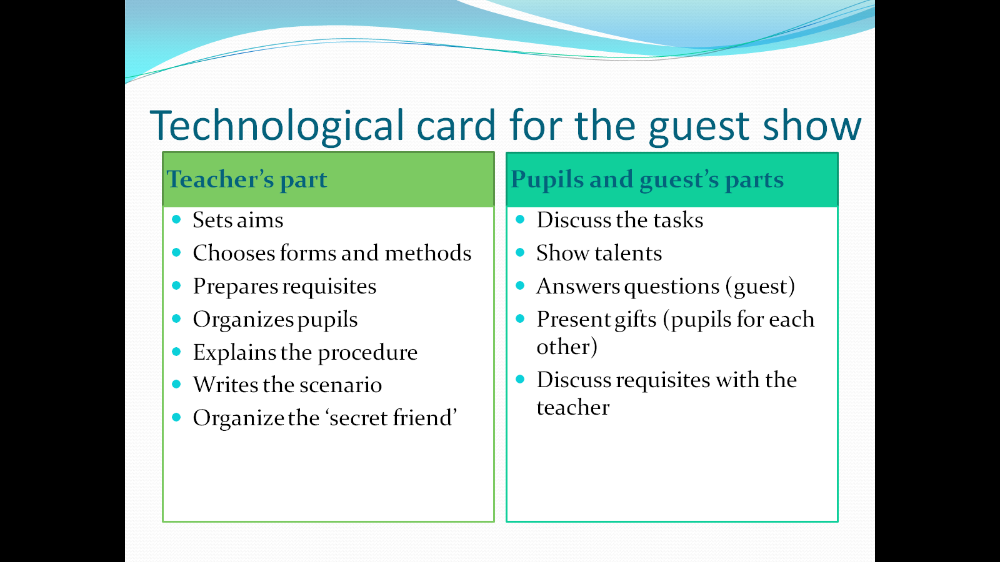 Technological card for the guest show
Teacher’s part
Sets aims
Chooses forms and methods
Prepares requisites
Organizes pupils
Explains the procedure
Writes the scenario
Organize the ‘secret friend’
Pupils and guest’s parts
Discuss the tasks
Show talents
Answers questions (guest)
Present gifts (pupils for each
other)
Discuss requisites with the
teacher